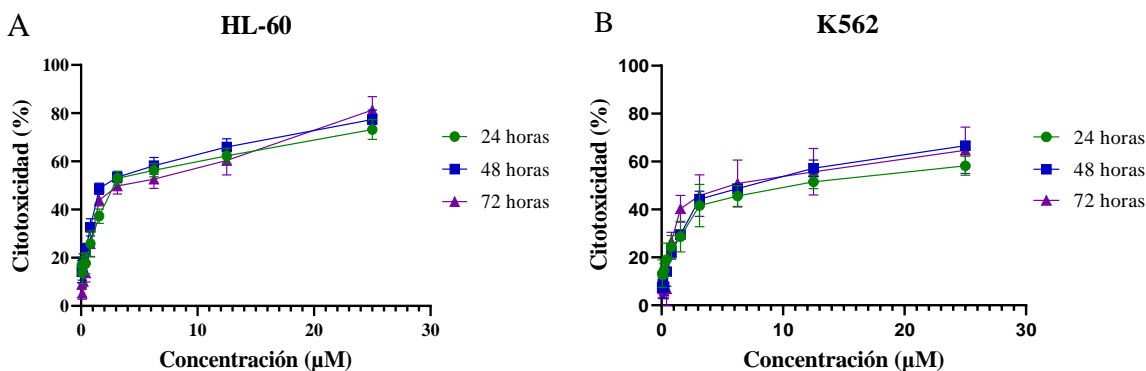 A
HL-60
Citotoxicidad (%)
100
80
60
40
20
0
0
10
20
30
Concentración (µM)
24 horas
48 horas
72 horas
B
K562
Citotoxicidad (%)
100
80
60
40
20
0
0
10
20
30
Concentración (µM)
24 horas
48 horas
72 horas